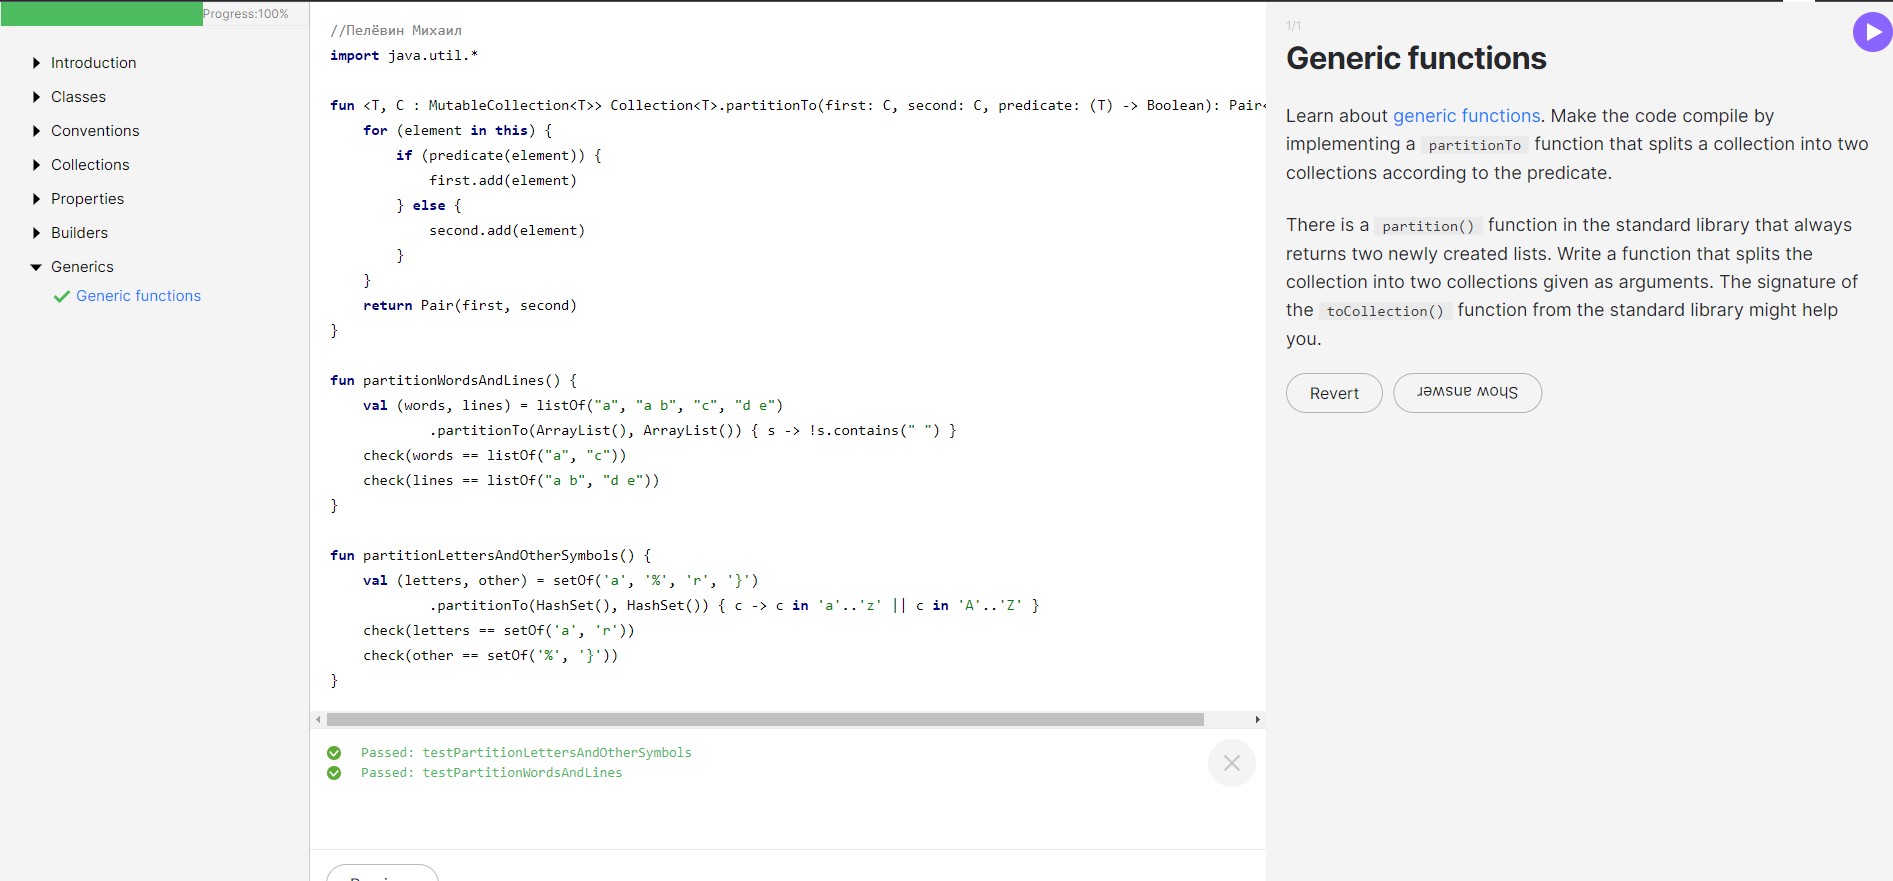 Progress:100%
Introduction
Classes
Conventions
Collections
Properties
Builders
Generics
Generic functions
//Пелёвин Михаил
import java.util.*
fun <T, C : MutableCollection<T>> Collection<T>.partitionTo(first: C, second: C, predicate: (T) -> Boolean): Pair<
for (element in this) {
if (predicate(element)) {
first.add(element)
} else {
second.add(element)
}
}
return Pair(first, second)
}
fun partitionWordsAndLines() {
val (words, lines) = listOf("a", "a b", "c", "d e")
.partitionTo(ArrayList(), ArrayList()) { s -> !s.contains(" ") }
check(words == listOf("a", "c"))
check(lines == listOf("a b", "d e"))
}
fun partitionLettersAndOtherSymbols() {
val (letters, other) = setOf('a', '%', 'r', '}')
.partitionTo(HashSet(), HashSet()) { c -> c in 'a'..'z' || c in 'A'..'Z' }
check(letters == setOf('a', 'r'))
check(other == setOf('%', '}'))
}
Passed: testPartitionLettersAndOtherSymbols
Passed: testPartitionWordsAndLines
1/1
Generic functions
Learn about generic functions. Make the code compile by
implementing a partitionTo function that splits a collection into two
collections according to the predicate.
There is a partition() function in the standard library that always
returns two newly created lists. Write a function that splits the
collection into two collections given as arguments. The signature of
the toCollection() function from the standard library might help
you.
Revert
Show answer